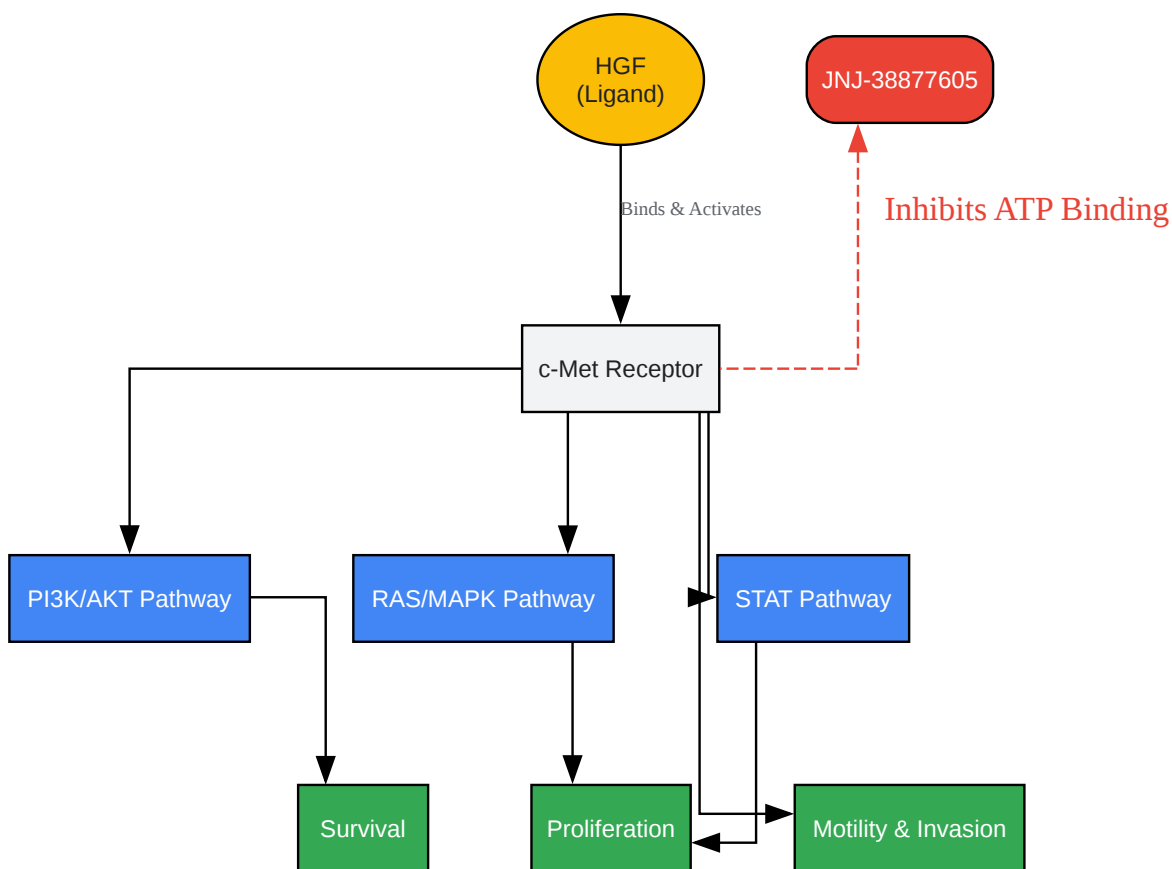 HGF
(Ligand)
JNJ-38877605
Binds & Activates
Inhibits ATP Binding
c-Met Receptor
PI3K/AKT Pathway
RAS/MAPK Pathway
STAT Pathway
Survival
Proliferation
Motility & Invasion